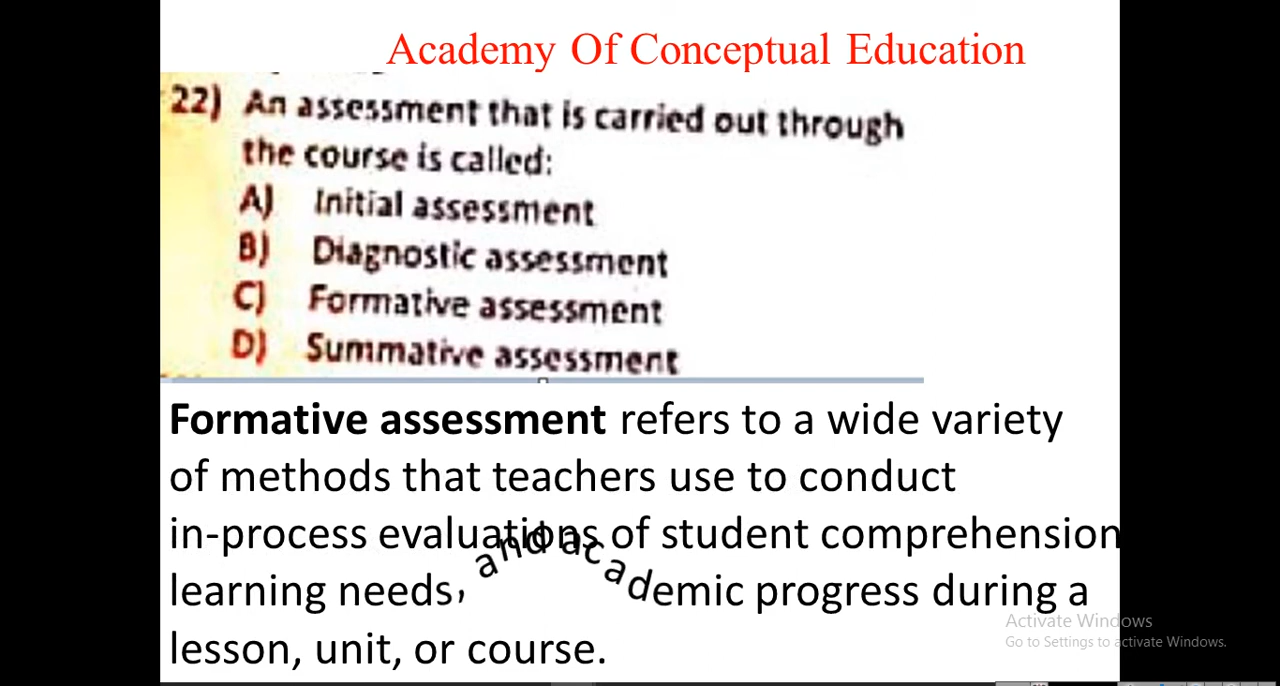 Academy Of Conceptual Education
22) An assessment that is carried out through
the course is called:
A) Initial assessment
B) Diagnostic assessment
C) Formative assessment
D) Summative assessment
Formative assessment refers to a wide variety
of methods that teachers use to conduct
in-process evaluations of student comprehension
learning needs, and academic progress during a
lesson, unit, or course.
Activate Windows
Go to Settings to activate Windows.